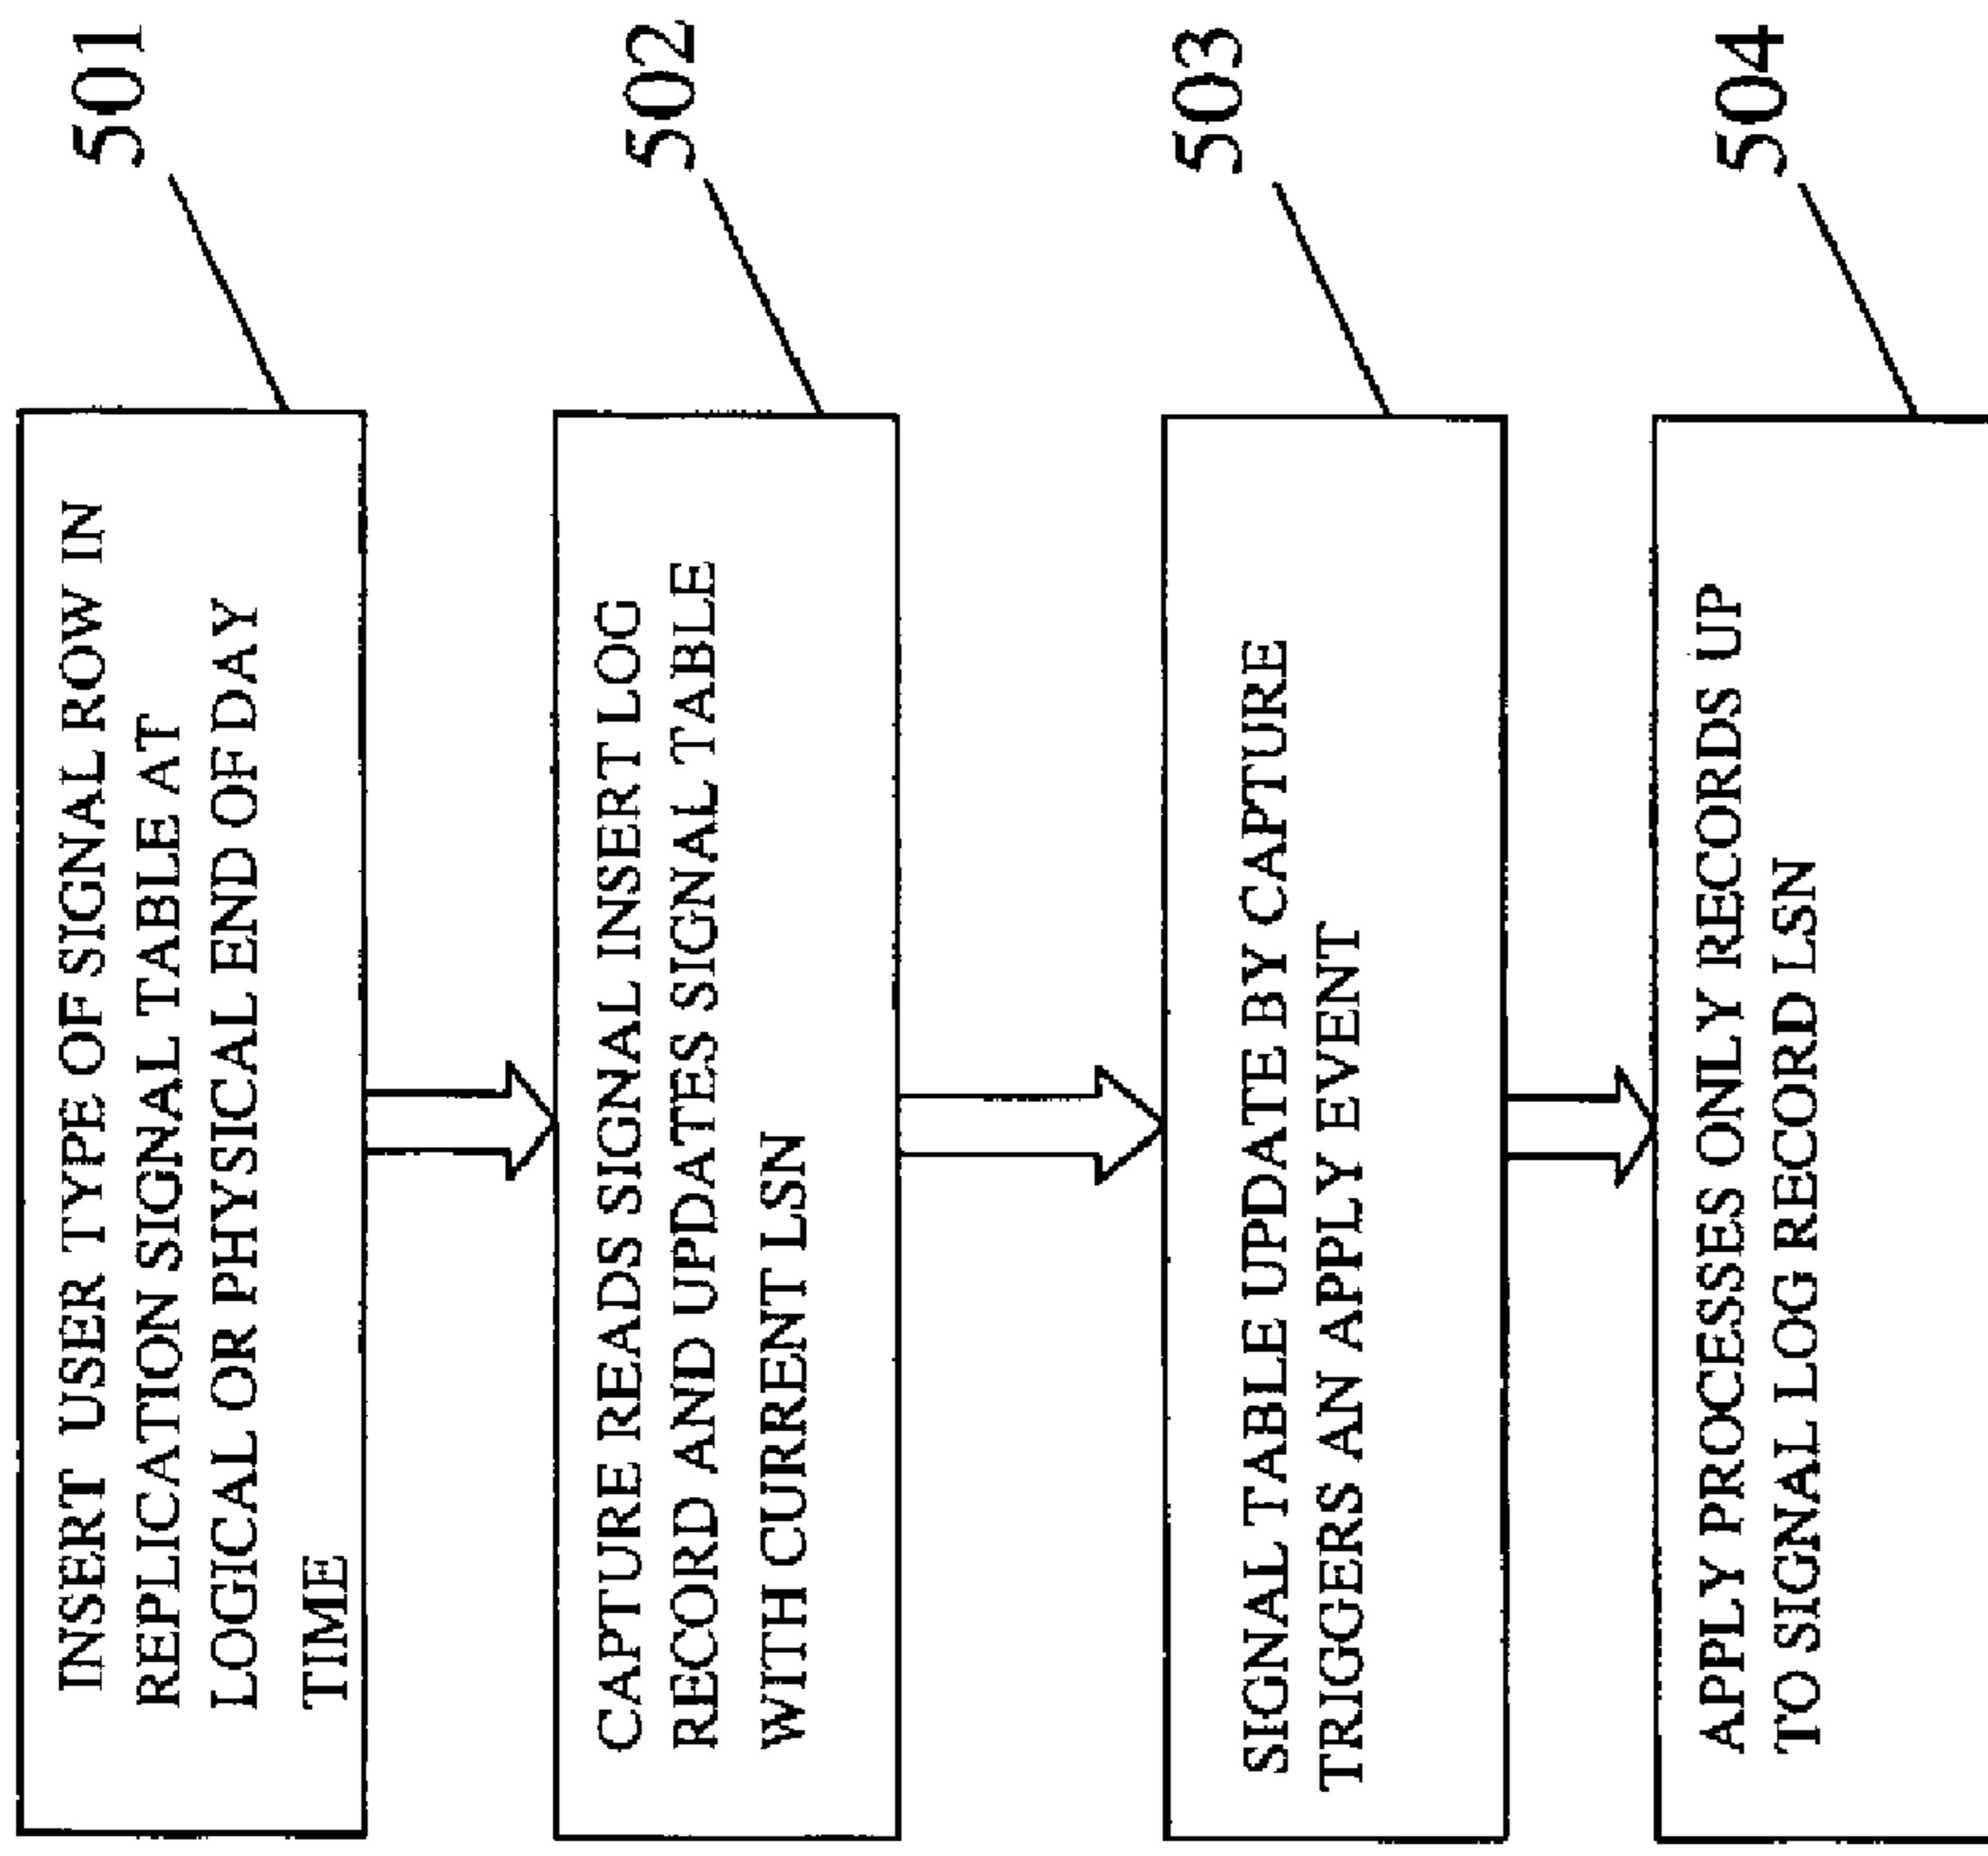 501
INSERT USER TYPE OF SIGNAL ROW IN
REPLICATION SIGNAL TABLE AT
LOGICAL OR PHYSICAL END OF DAY
TIME
502
CAPTURE READS SIGNAL INSERT LOG
RECORD AND UPDATES SIGNAL TABLE
WITH CURRENT LSN
503
SIGNAL TABLE UPDATE BY CAPTURE
TRIGGERS AN APPLY EVENT
504
APPLY PROCESSES ONLY RECORDS UP
TO SIGNAL LOG RECORD LSN